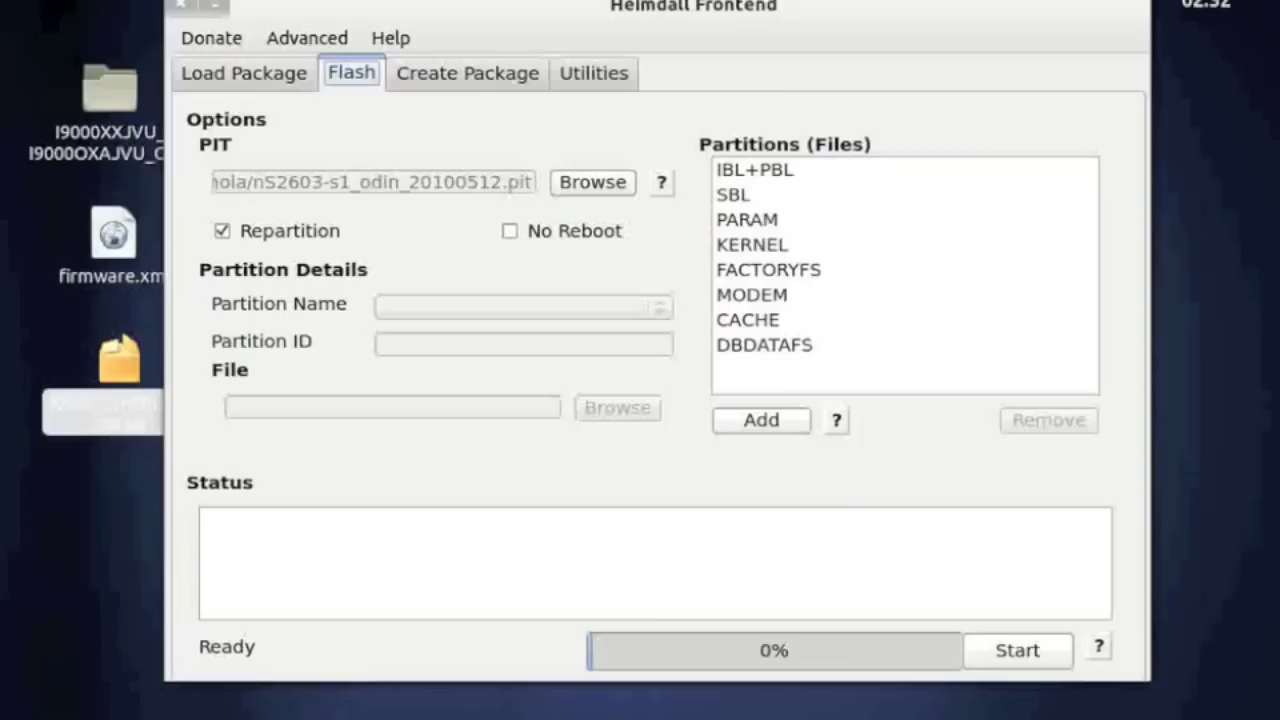 Heimdall Frontend
Donate Advanced Help
Load Package Flash Create Package Utilities
Options
PIT
nola/nS2603-s1_odin_20100512.pit Browse ?
Repartition No Reboot
Partition Details
Partition Name
Partition ID
File
Browse
Partitions (Files)
IBL+PBL
SBL
PARAM
KERNEL
FACTORYFS
MODEM
CACHE
DBDATAFS
Add ? Remove
Status
Ready 0% Start ?
I9000XXJVU_
I9000OXAJVU_C
firmware.xm
02:52